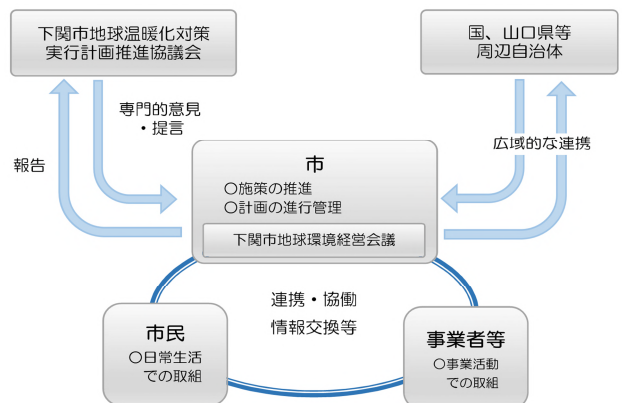 下関市地球温暖化対策
実行計画推進協議会
国、山口県等
周辺自治体
専門的意見
・提言
報告
広域的な連携
市
○施策の推進
○計画の進行管理
下関市地球環境経営会議
連携・協働
情報交換等
市民
○日常生活
での取組
事業者等
○事業活動
での取組